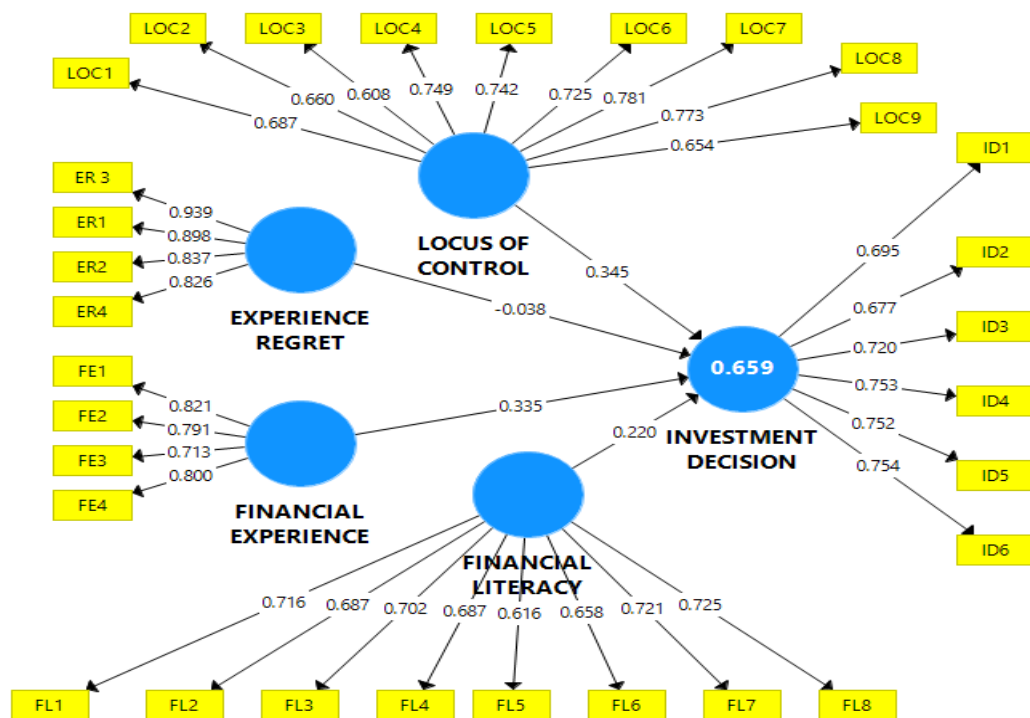 LOC2
LOC3
LOC4
LOC5
LOC6
LOC7
LOC1
LOC8
LOC9
0.687
0.660
0.608
0.749
0.742
0.725
0.781
0.773
0.654
LOCUS OF
CONTROL
ER 3
ER1
ER2
ER4
0.939
0.898
0.837
0.826
EXPERIENCE
REGRET
0.345
-0.038
0.335
0.220
FE1
FE2
FE3
FE4
0.821
0.791
0.713
0.800
FINANCIAL
EXPERIENCE
0.659
INVESTMENT
DECISION
0.695
0.677
0.720
0.753
0.752
0.754
ID1
ID2
ID3
ID4
ID5
ID6
FINANCIAL
LITERACY
0.716
0.687
0.702
0.687
0.616
0.658
0.721
0.725
FL1
FL2
FL3
FL4
FL5
FL6
FL7
FL8